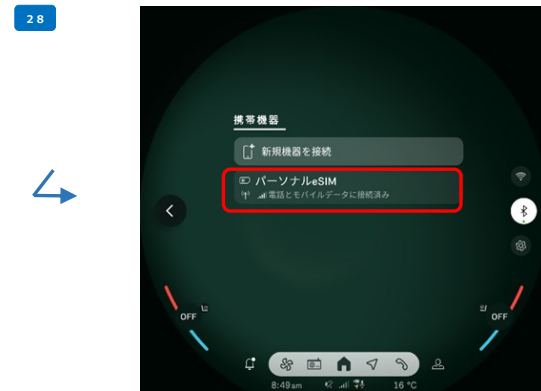 28
携帯機器
新規機器を接続
パーソナルeSIM
電話とモバイルデータに接続済み
OFF
OFF
8:49am 16 °C